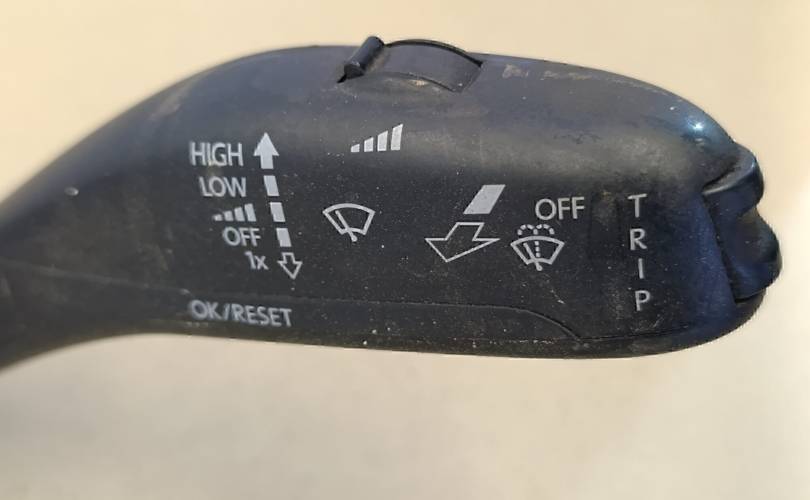 HIGH
LOW
OFF
1x
OFF
TRIP
OK/RESET